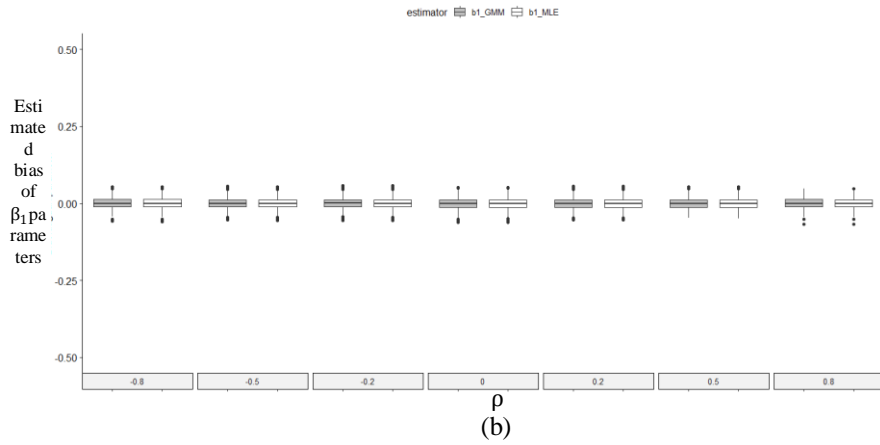 estimator b1_GMM b1_MLE
0.50
0.25
0.00
-0.25
-0.50
Esti
mate
d
bias
of
β₁pa
rame
ters
-0.8 -0.5 -0.2 0 0.2 0.5 0.8
ρ
(b)